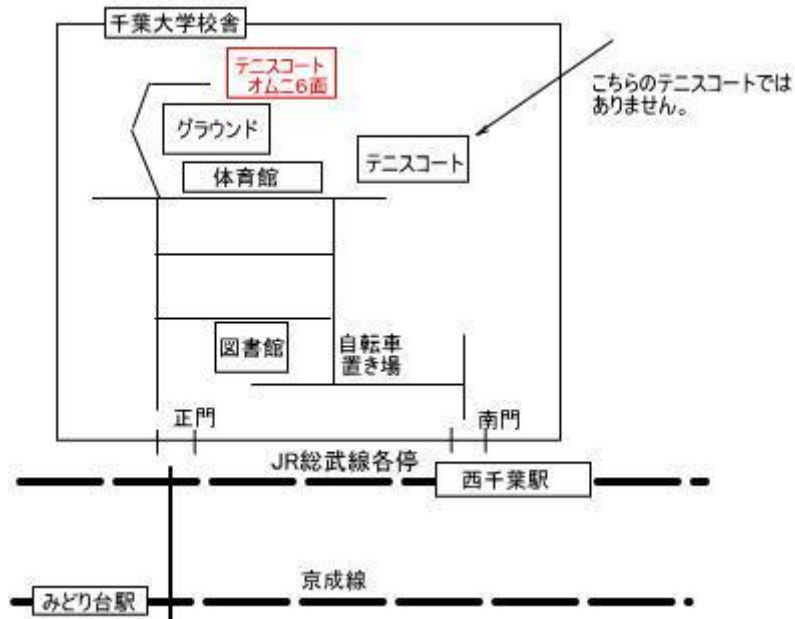 千葉大学校舎
テニスコート
オムニ6面
こちらのテニスコートでは
ありません。
グラウンド
テニスコート
体育館
図書館
自転車
置き場
正門
南門
JR総武線各停
西千葉駅
京成線
みどり台駅